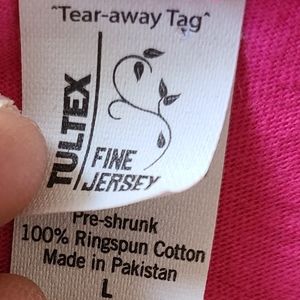 "Tear-away Tag"
TULTEX
FINE
JERSEY
Pre-shrunk
100% Ringspun Cotton
Made in Pakistan
L